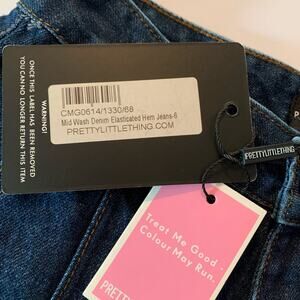 WARNING!
ONCE THIS LABEL HAS BEEN REMOVED
YOU CAN NO LONGER RETURN THIS ITEM
CMG0614/1330/68
Mid Wash Denim Elasticated Hem Jeans-6
PRETTYLITTLETHING.COM
PRETTYLITTLETHING
Treat Me Good -
Colour May Run.
PRETTY
P